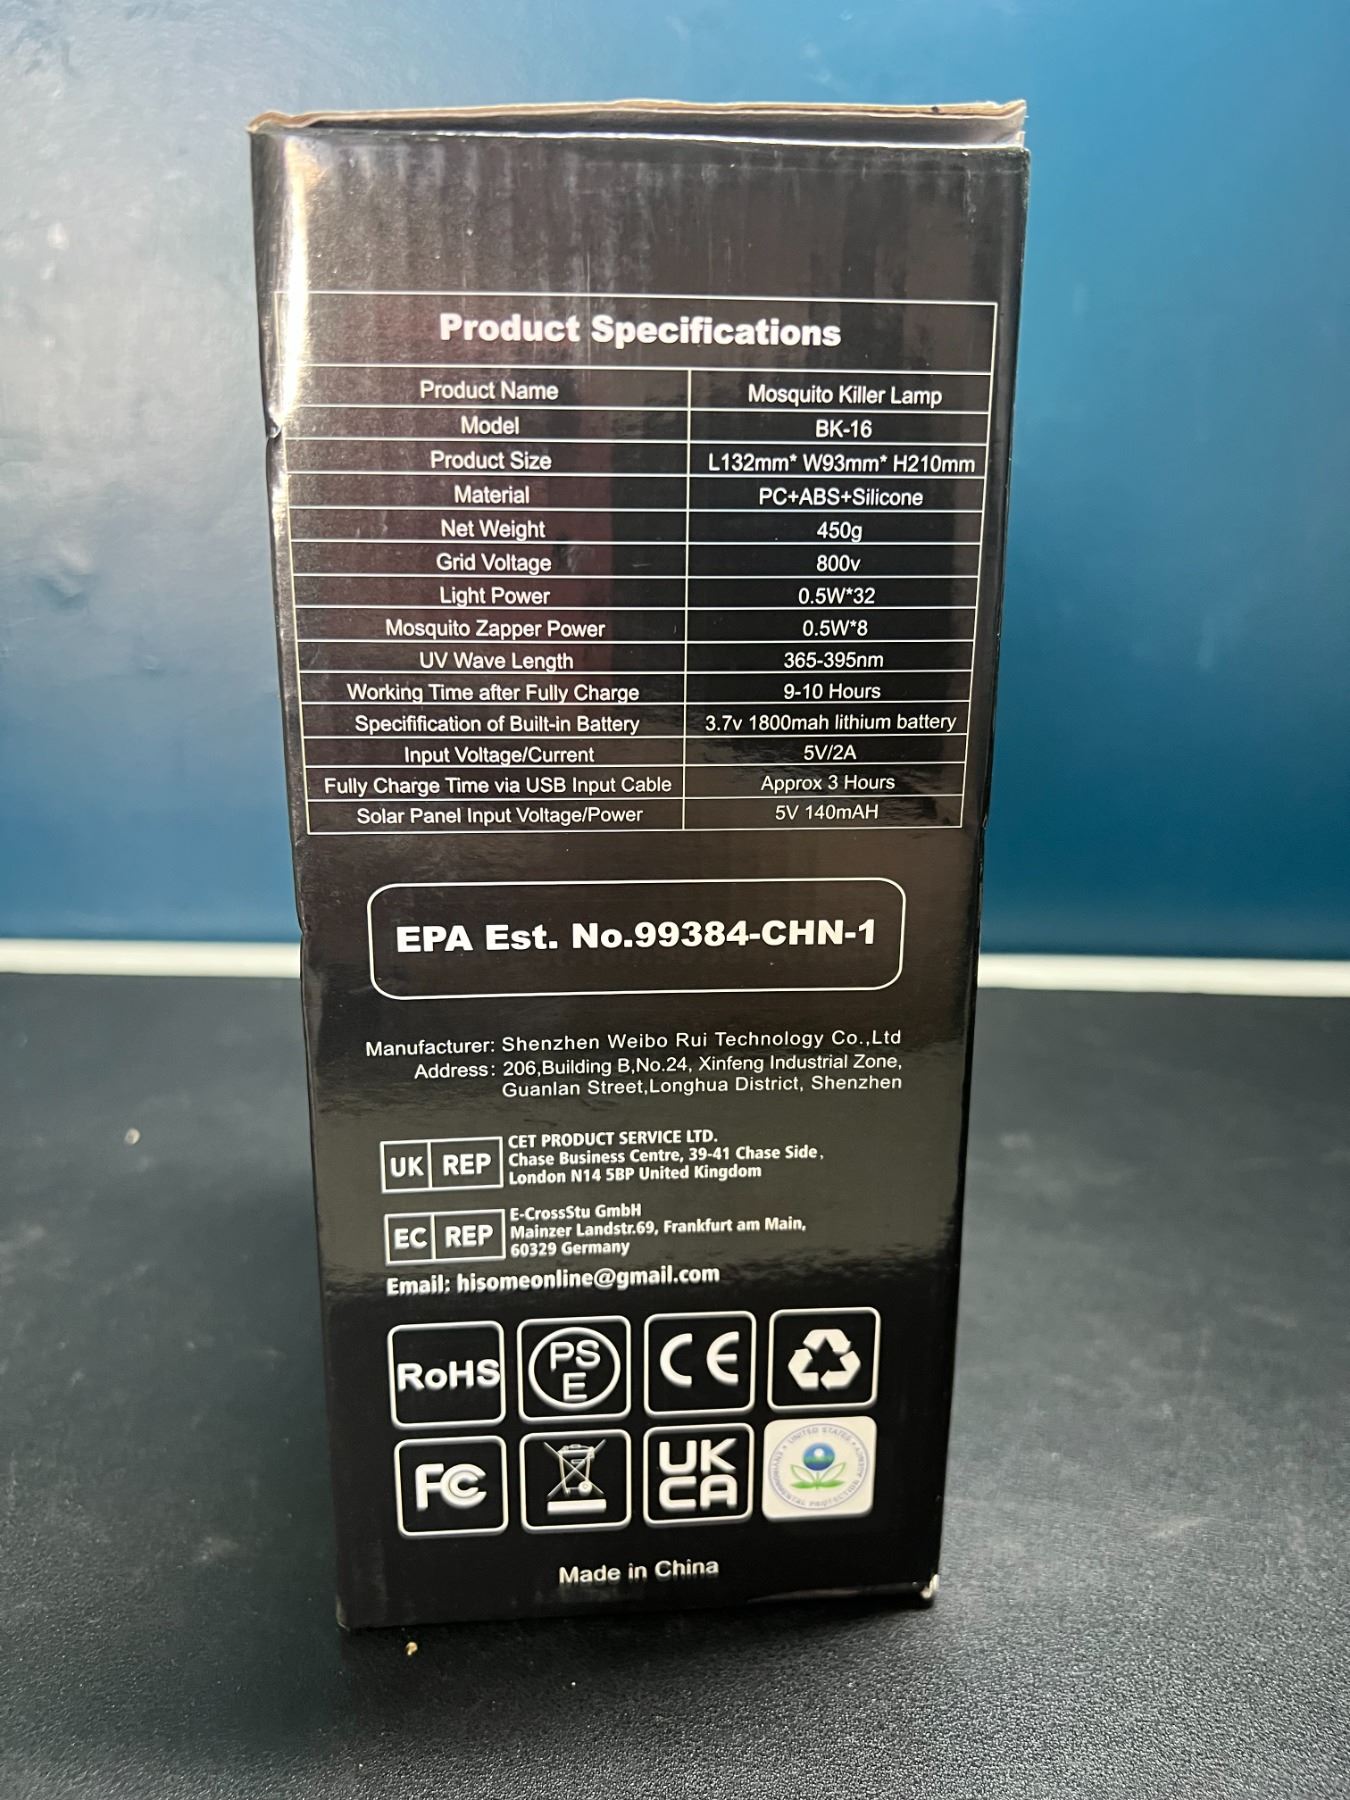 Product Specifications
Product Name Mosquito Killer Lamp
Model BK-16
Product Size L132mm* W93mm* H210mm
Material PC+ABS+Silicone
Net Weight 450g
Grid Voltage 800v
Light Power 0.5W*32
Mosquito Zapper Power 0.5W*8
UV Wave Length 365-395nm
Working Time after Fully Charge 9-10 Hours
Specifification of Built-in Battery 3.7v 1800mah lithium battery
Input Voltage/Current 5V/2A
Fully Charge Time via USB Input Cable Approx 3 Hours
Solar Panel Input Voltage/Power 5V 140mAH
EPA Est. No.99384-CHN-1
Manufacturer: Shenzhen Weibo Rui Technology Co.,Ltd
Address: 206,Building B,No.24, Xinfeng Industrial Zone,
Guanlan Street,Longhua District, Shenzhen
UK REP
CET PRODUCT SERVICE LTD.
Chase Business Centre, 39-41 Chase Side,
London N14 5BP United Kingdom
EC REP
E-CrossStu GmbH
Mainzer Landstr.69, Frankfurt am Main,
60329 Germany
Email: hisomeonline@gmail.com
RoHS
PS
E
CE
FC
UK
CA
UNITED STATES
ENVIRONMENTAL PROTECTION AGENCY
Made in China